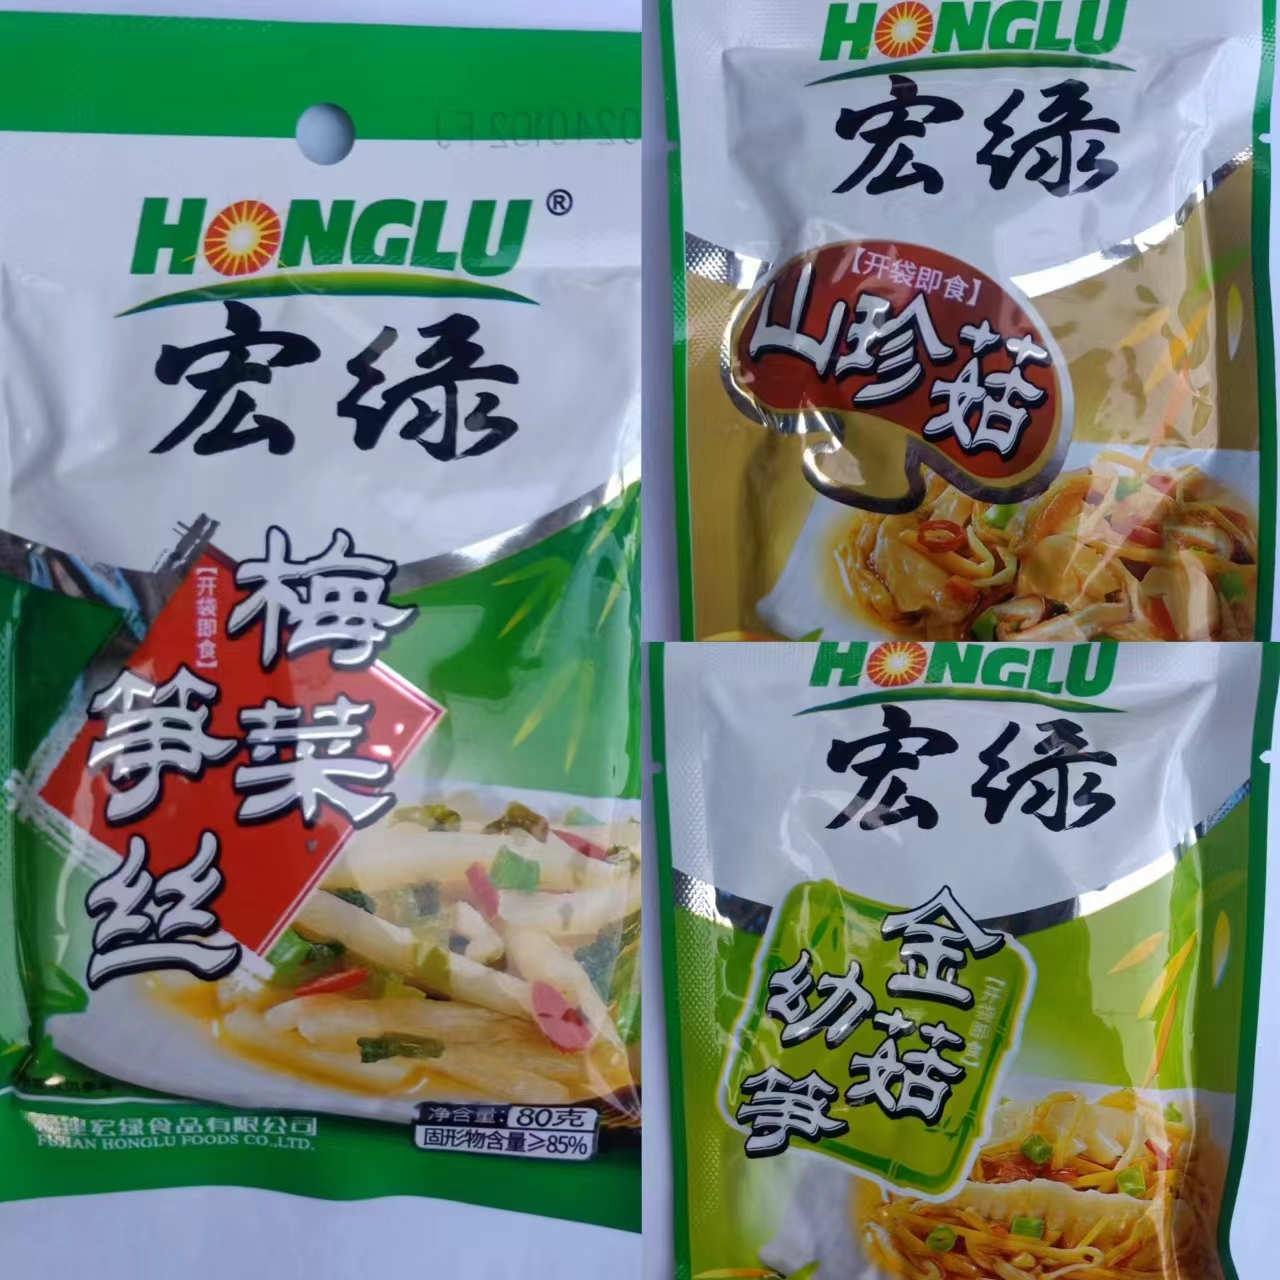 HONGLU®
宏绿
【开袋即食】
梅菜
笋丝
净含量: 80克
固形物含量≥85%
福建宏绿食品有限公司
FUJIAN HONGLU FOODS CO.,LTD.
HONGLU
宏绿
【开袋即食】
山珍菇
HONGLU
宏绿
金菇
幼笋
【开袋即食】